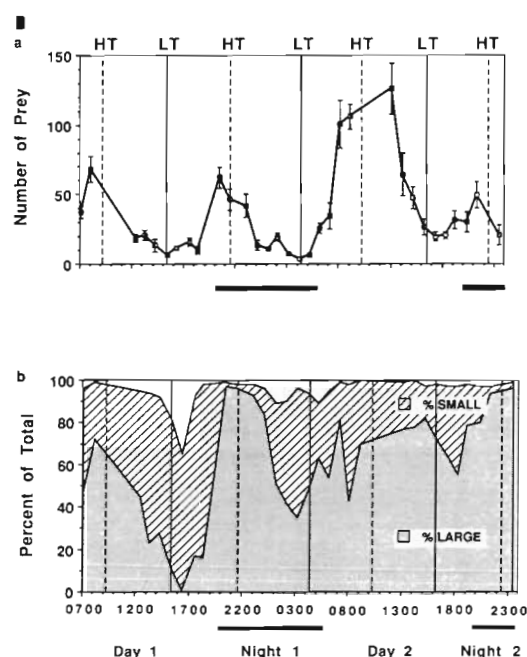 a
HT LT HT LT HT LT HT
Number of Prey
150
100
50
0
b
Percent of Total
100
80
60
40
20
0
% SMALL
% LARGE
0700 1200 1700 2200 0300 0800 1300 1800 2300
Day 1 Night 1 Day 2 Night 2